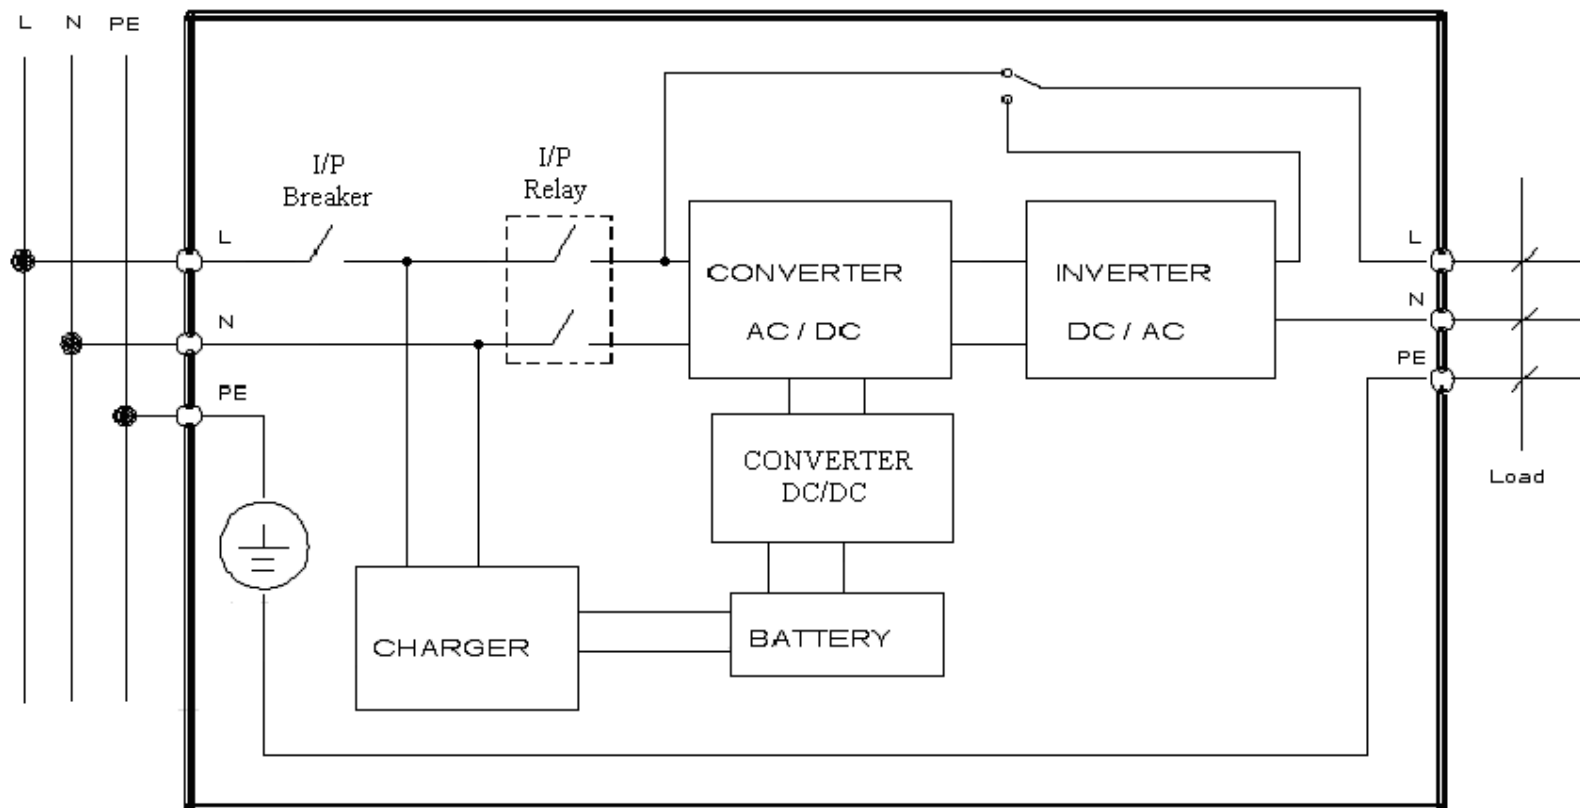 L N PE
I/P
Breaker
I/P
Relay
L
N
PE
CONVERTER
AC / DC
INVERTER
DC / AC
L
N
PE
CONVERTER
DC/DC
Load
CHARGER
BATTERY